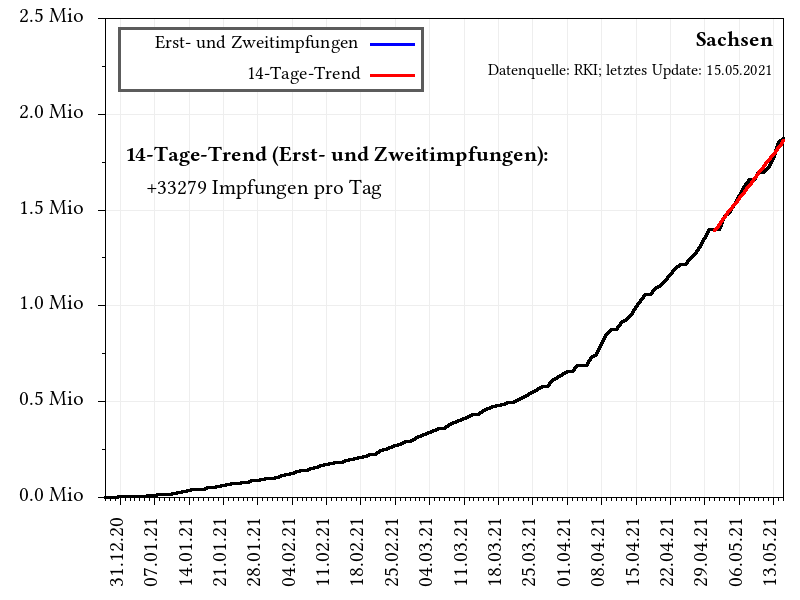 2.5 Mio
Erst- und Zweitimpfungen
14-Tage-Trend
Sachsen
Datenquelle: RKI; letztes Update: 15.05.2021
2.0 Mio
14-Tage-Trend (Erst- und Zweitimpfungen):
+33279 Impfungen pro Tag
1.5 Mio
1.0 Mio
0.5 Mio
0.0 Mio
31.12.20
07.01.21
14.01.21
21.01.21
28.01.21
04.02.21
11.02.21
18.02.21
25.02.21
04.03.21
11.03.21
18.03.21
25.03.21
01.04.21
08.04.21
15.04.21
22.04.21
29.04.21
06.05.21
13.05.21